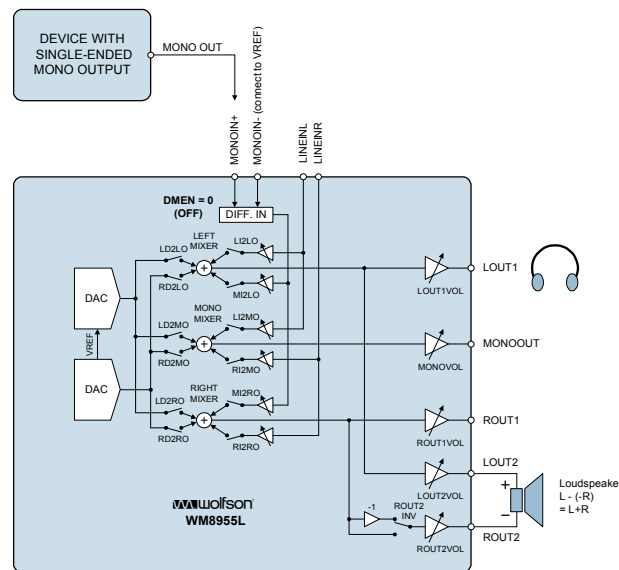 DEVICE WITH
SINGLE-ENDED
MONO OUTPUT
MONO OUT
MONOIN+
MONOIN- (connect to VREF)
LINEINL
LINEINR
DMEN = 0
(OFF)
DIFF. IN
LEFT
MIXER
LD2LO
RD2LO
LI2LO
MI2LO
LOUT1VOL
LOUT1
DAC
VREF
DAC
MONO
MIXER
LD2MO
RD2MO
LI2MO
RI2MO
MONOVOL
MONOOUT
RIGHT
MIXER
LD2RO
RD2RO
MI2RO
RI2RO
ROUT1VOL
ROUT1
LOUT2
LOUT2VOL
-1
ROUT2
INV
ROUT2VOL
ROUT2
+
−
Loudspeake
L - (-R)
= L+R
wolfson
WM8955L